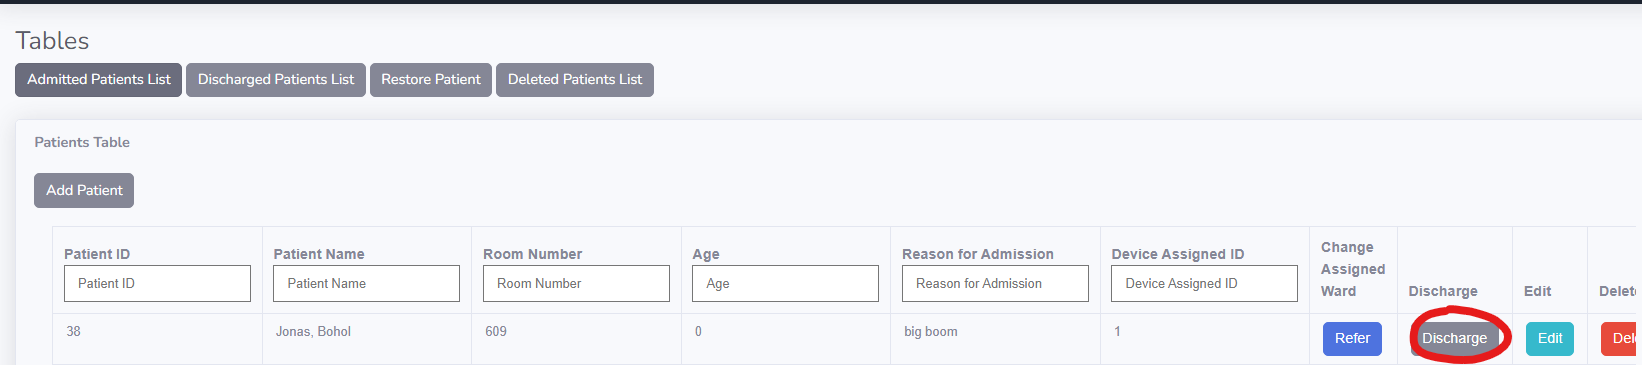 Tables
Admitted Patients List Discharged Patients List Restore Patient Deleted Patients List
Patients Table
Add Patient
Patient ID Patient Name Room Number Age Reason for Admission Device Assigned ID Change Assigned Ward Discharge Edit Delete
Patient ID Patient Name Room Number Age Reason for Admission Device Assigned ID
38 Jonas, Bohol 609 0 big boom 1 Refer Discharge Edit